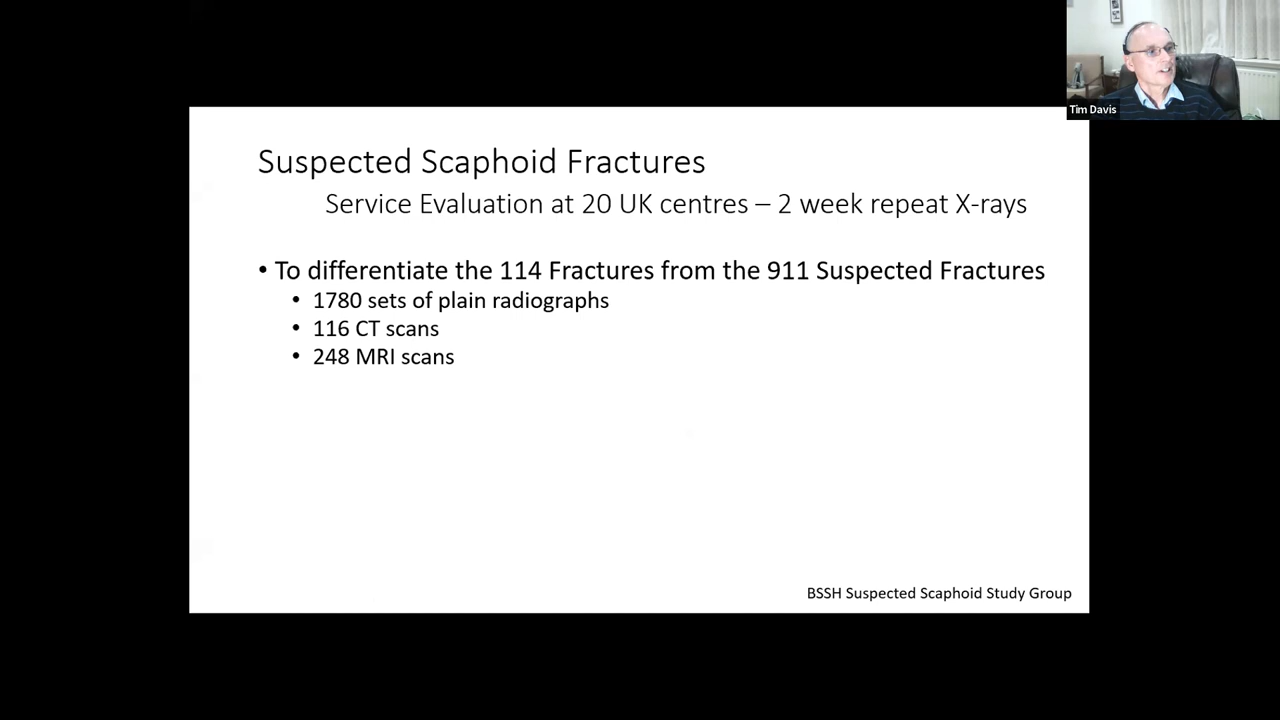 Tim Davis
Suspected Scaphoid Fractures
Service Evaluation at 20 UK centres – 2 week repeat X-rays
• To differentiate the 114 Fractures from the 911 Suspected Fractures
• 1780 sets of plain radiographs
• 116 CT scans
• 248 MRI scans
BSSH Suspected Scaphoid Study Group